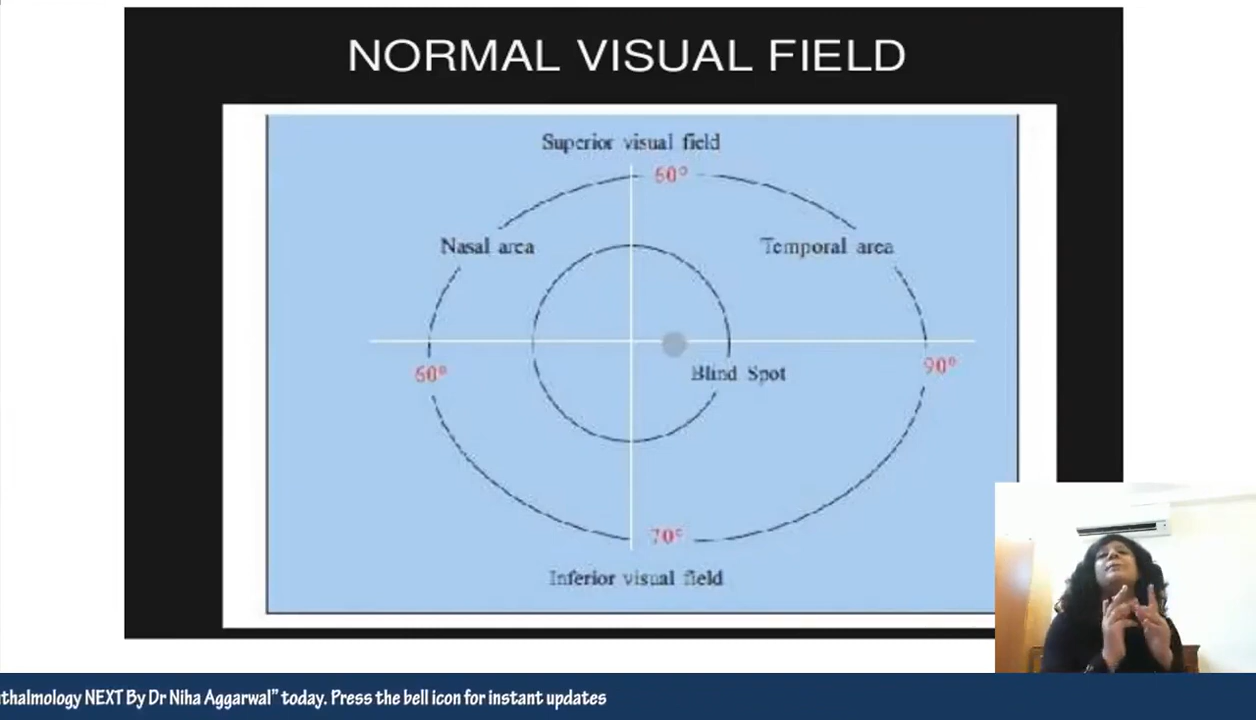 NORMAL VISUAL FIELD
Superior visual field
60°
Nasal area
Temporal area
60°
Blind Spot
90°
70°
Inferior visual field
thalmology NEXT By Dr Niha Aggarwal" today. Press the bell icon for instant updates